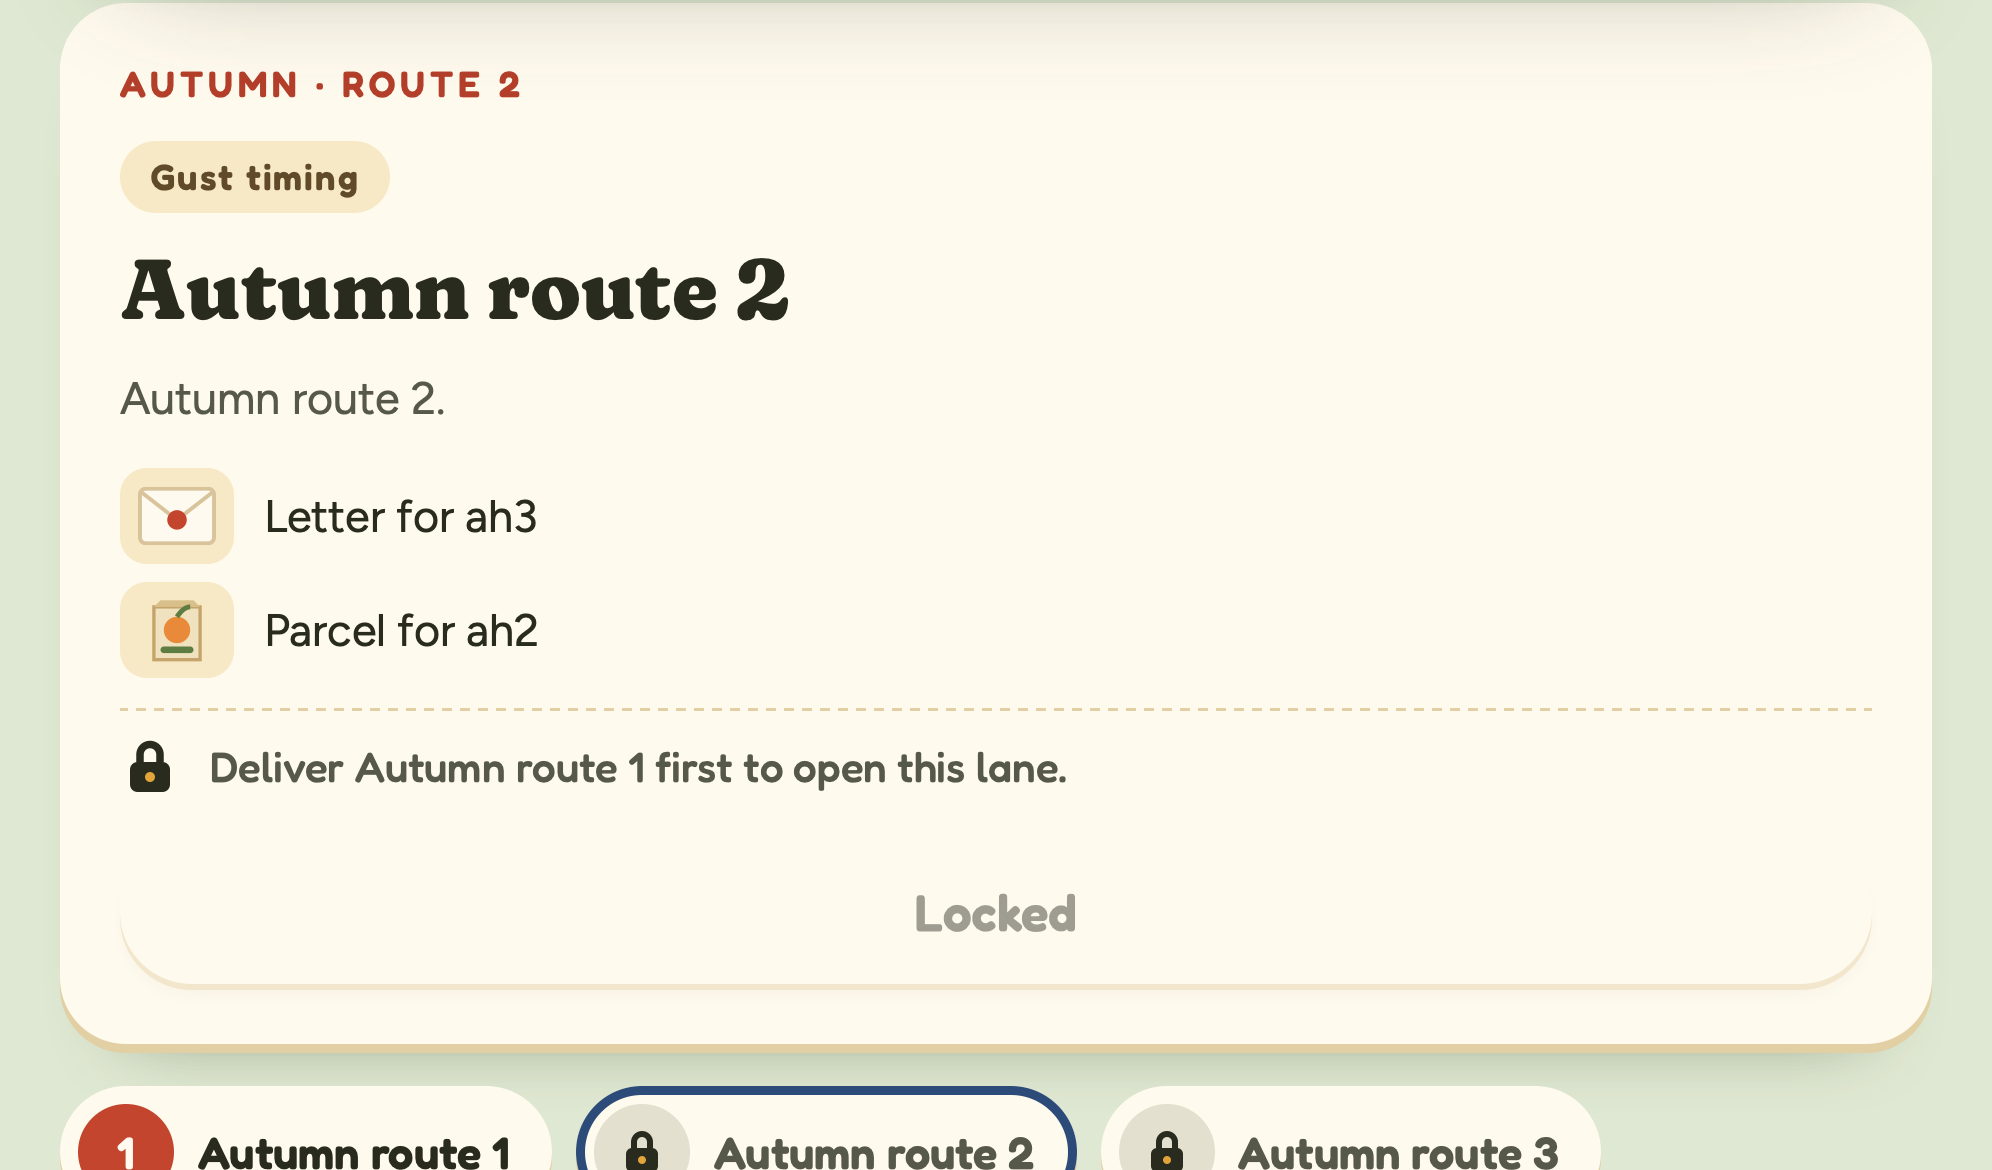 AUTUMN · ROUTE 2
Gust timing
Autumn route 2
Autumn route 2.
Letter for ah3
Parcel for ah2
Deliver Autumn route 1 first to open this lane.
Locked
1 Autumn route 1
Autumn route 2
Autumn route 3